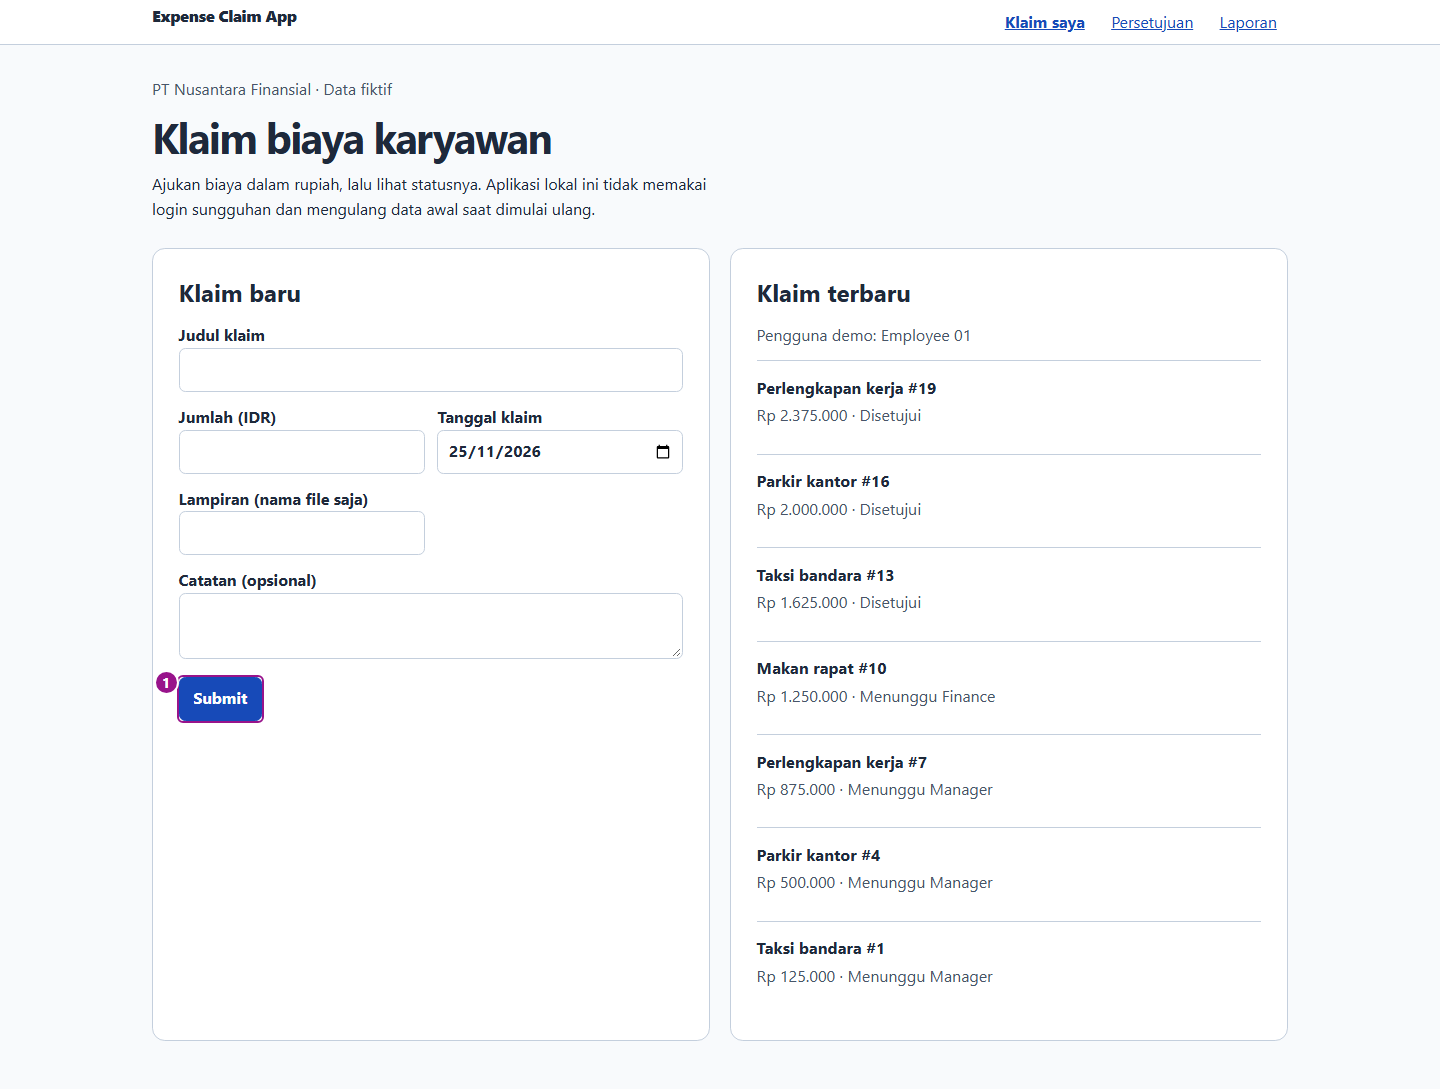 Expense Claim App
Klaim saya
Persetujuan
Laporan
PT Nusantara Finansial · Data fiktif
Klaim biaya karyawan
Ajukan biaya dalam rupiah, lalu lihat statusnya. Aplikasi lokal ini tidak memakai
login sungguhan dan mengulang data awal saat dimulai ulang.
Klaim baru
Judul klaim
Jumlah (IDR)
Tanggal klaim
25/11/2026
Lampiran (nama file saja)
Catatan (opsional)
1
Submit
Klaim terbaru
Pengguna demo: Employee 01
Perlengkapan kerja #19
Rp 2.375.000 · Disetujui
Parkir kantor #16
Rp 2.000.000 · Disetujui
Taksi bandara #13
Rp 1.625.000 · Disetujui
Makan rapat #10
Rp 1.250.000 · Menunggu Finance
Perlengkapan kerja #7
Rp 875.000 · Menunggu Manager
Parkir kantor #4
Rp 500.000 · Menunggu Manager
Taksi bandara #1
Rp 125.000 · Menunggu Manager